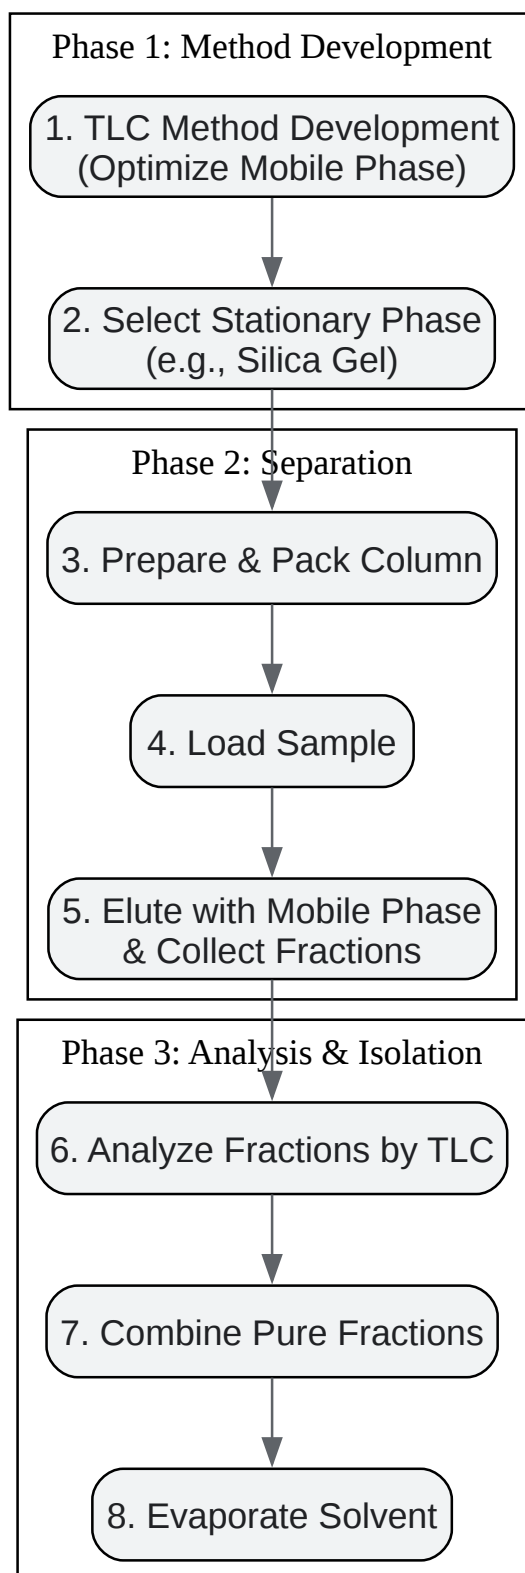 Phase 1: Method Development
1. TLC Method Development
(Optimize Mobile Phase)
2. Select Stationary Phase
(e.g., Silica Gel)
Phase 2: Separation
3. Prepare & Pack Column
4. Load Sample
5. Elute with Mobile Phase
& Collect Fractions
Phase 3: Analysis & Isolation
6. Analyze Fractions by TLC
7. Combine Pure Fractions
8. Evaporate Solvent